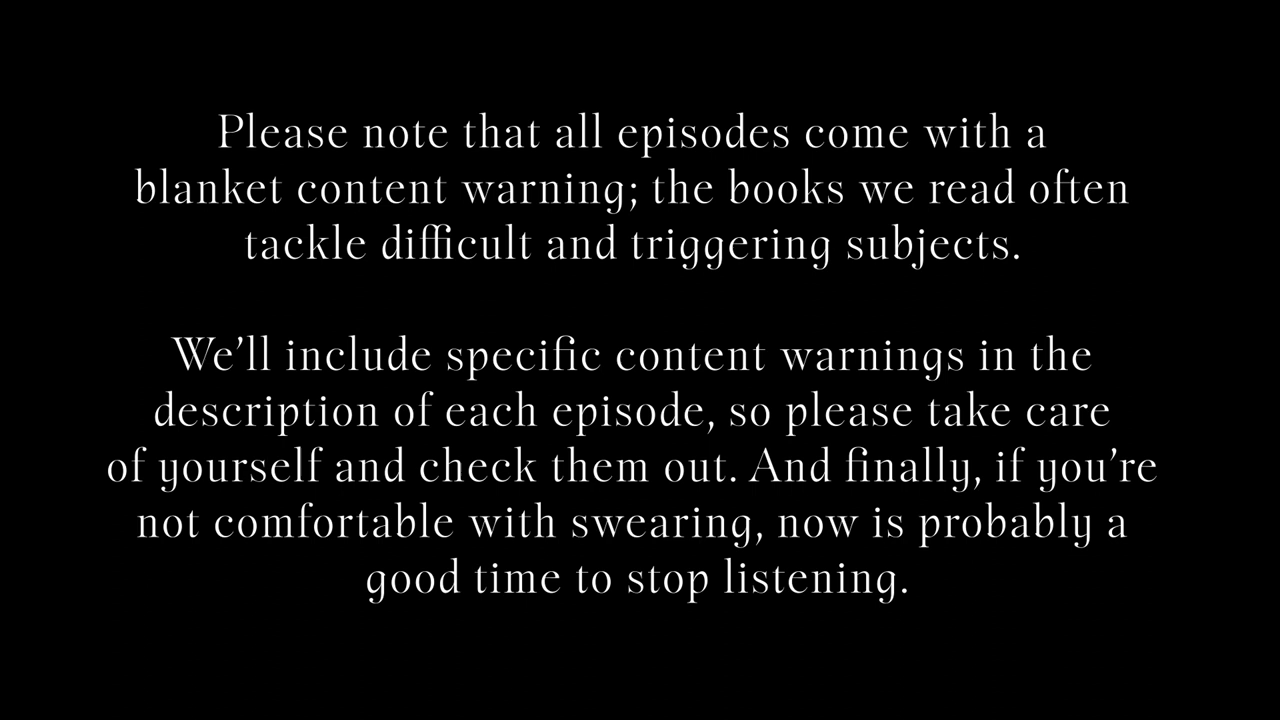 Please note that all episodes come with a
blanket content warning; the books we read often
tackle difficult and triggering subjects.
We’ll include specific content warnings in the
description of each episode, so please take care
of yourself and check them out. And finally, if you’re
not comfortable with swearing, now is probably a
good time to stop listening.